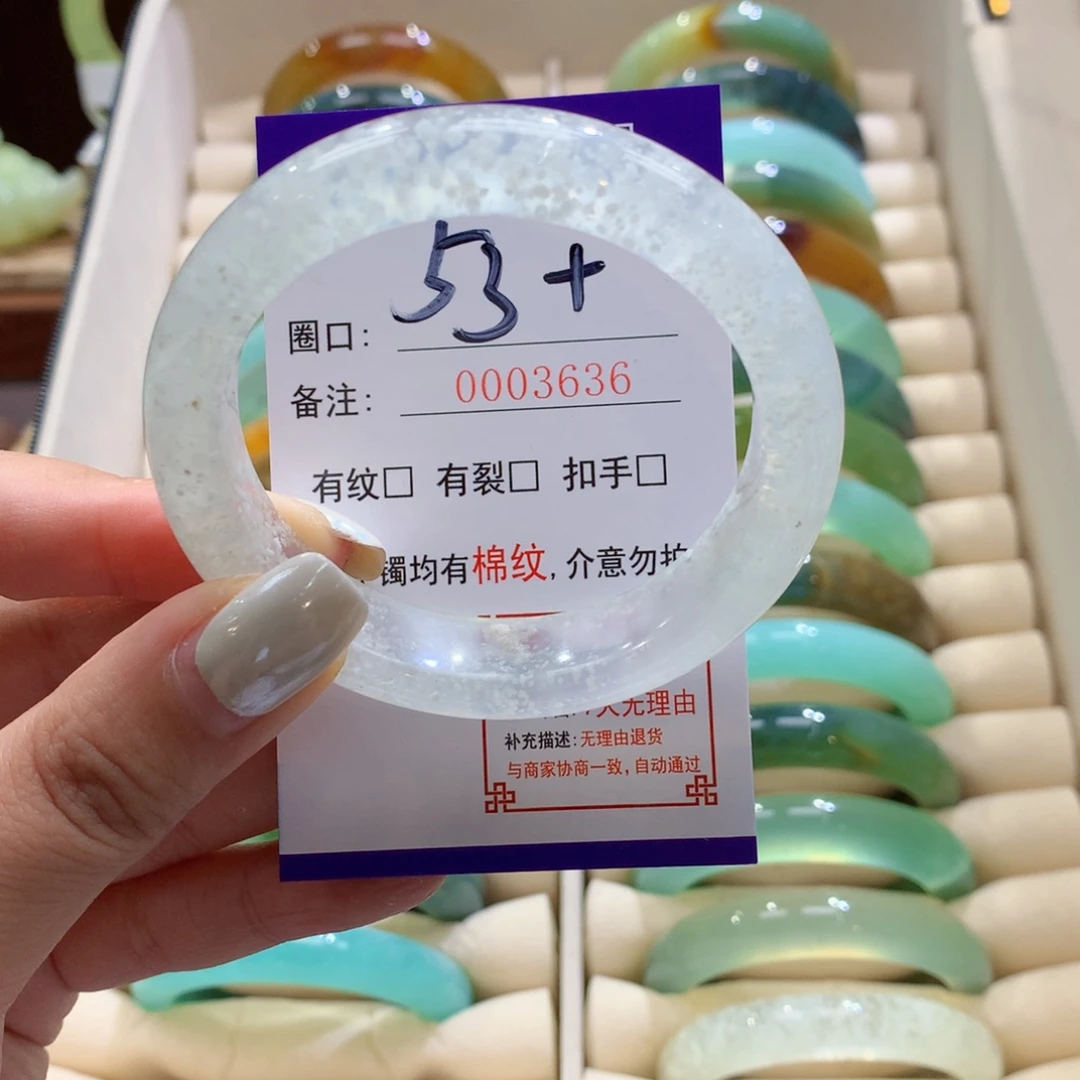 圈口: 53+
备注: 0003636
有纹□ 有裂□ 扣手□
镯均有棉纹, 介意勿拍
无理由
补充描述: 无理由退货
与商家协商一致, 自动通过